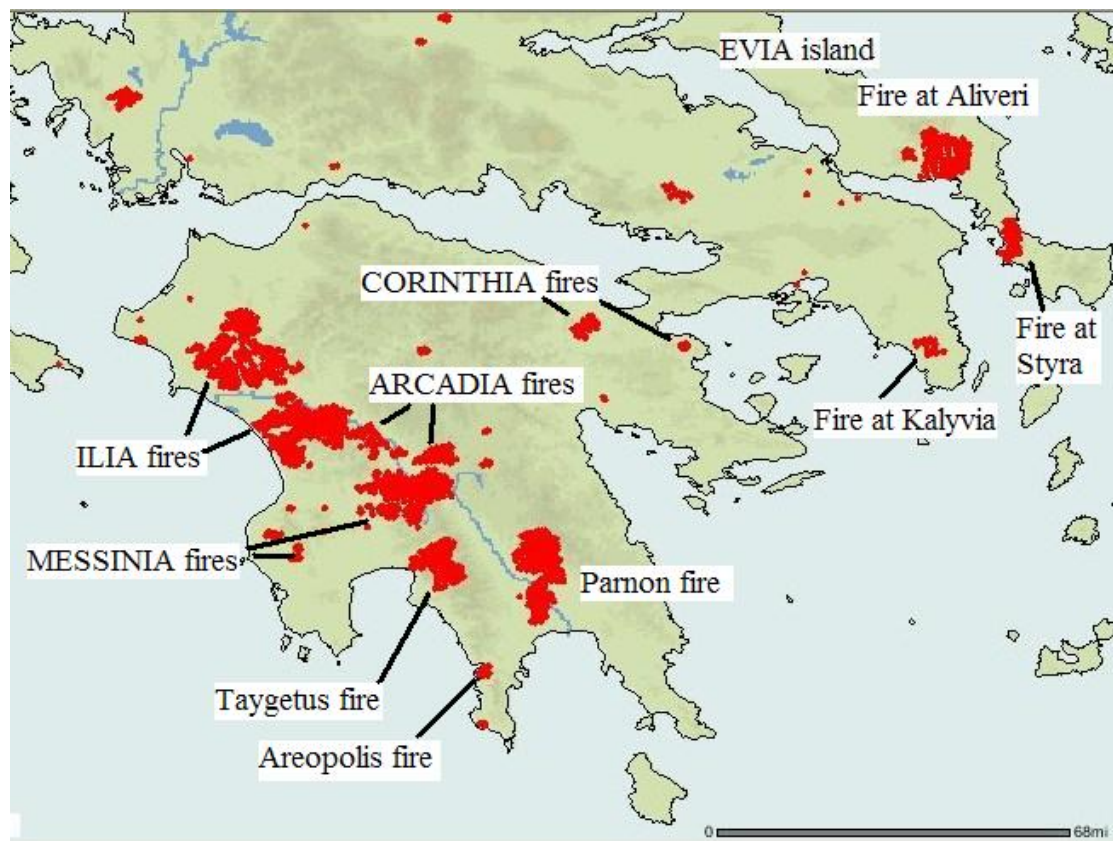 EVIA island
Fire at Aliveri
CORINTHIA fires
Fire at
Styra
ARCADIA fires
Fire at Kalyvia
ILIA fires
MESSINIA fires
Parnon fire
Taygetus fire
Areopolis fire
0 68mi